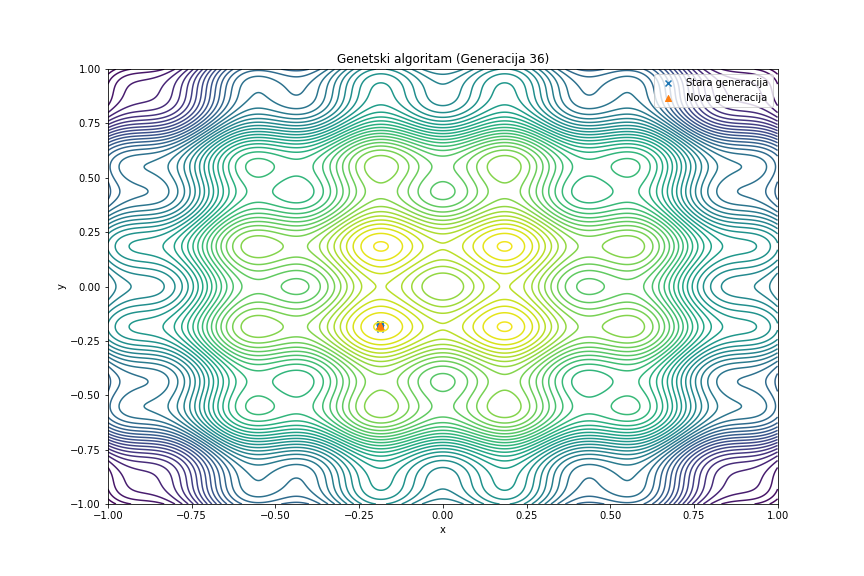 Genetski algoritam (Generacija 36)
Stara generacija
Nova generacija
1.00
0.75
0.50
0.25
0.00
−0.25
−0.50
−0.75
−1.00
y
−1.00 −0.75 −0.50 −0.25 0.00 0.25 0.50 0.75 1.00
x